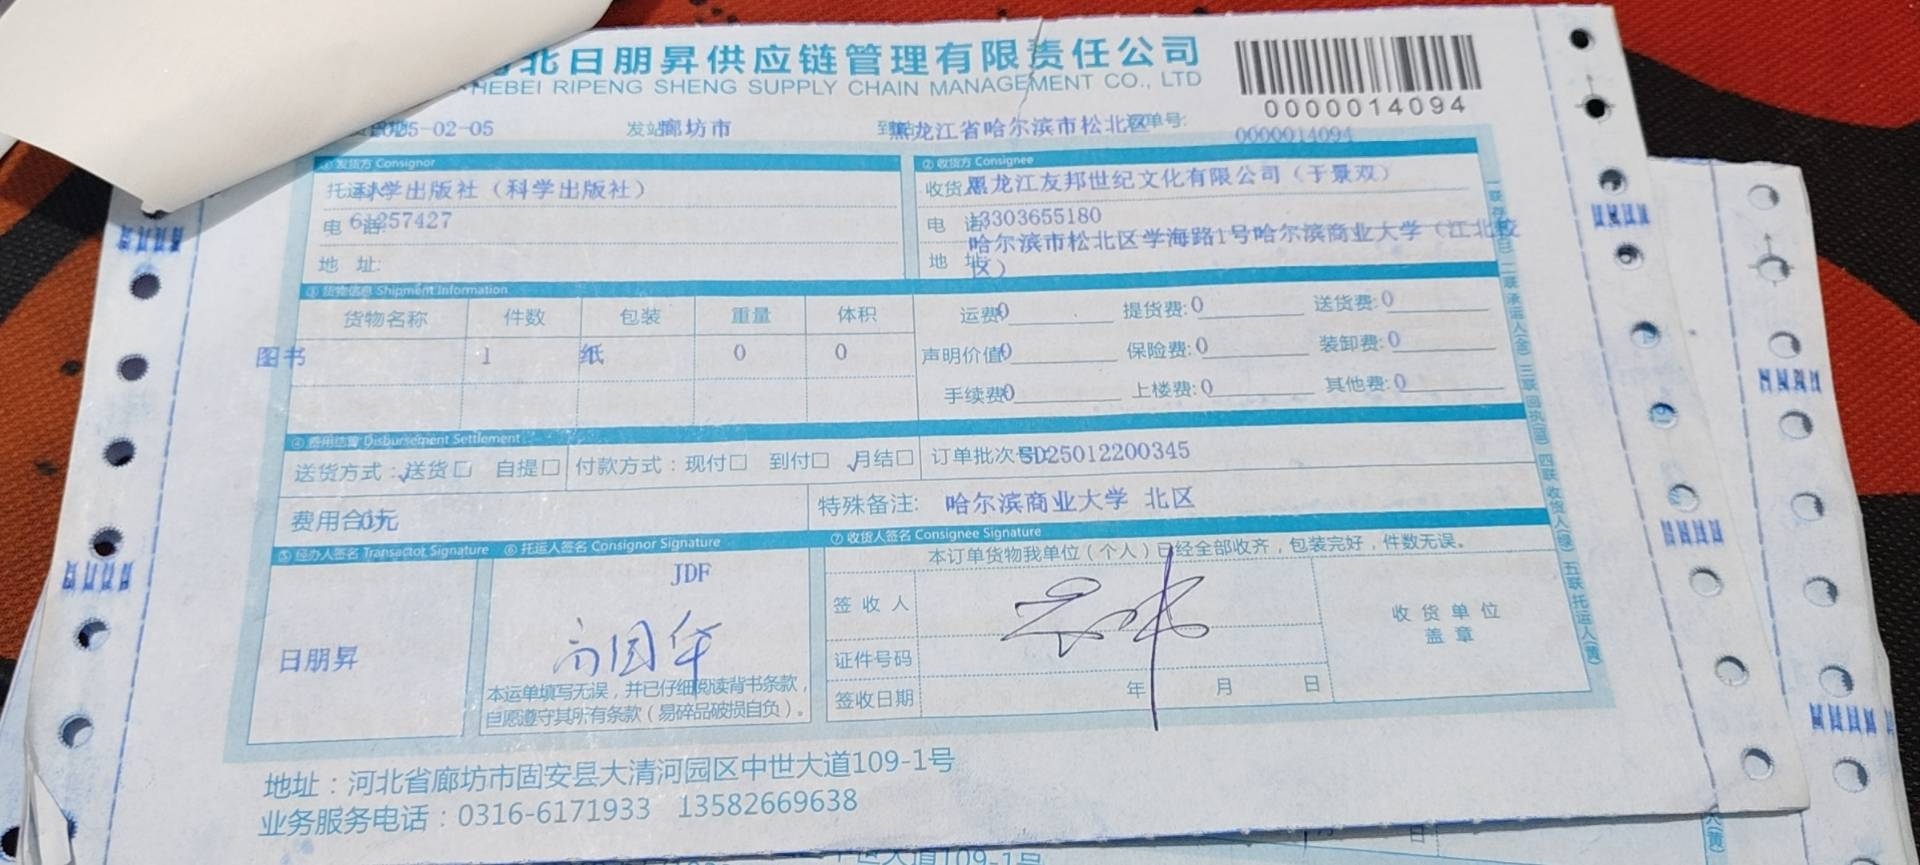 北日朋昇供应链管理有限责任公司
HEBEI RIPENG SHENG SUPPLY CHAIN MANAGEMENT CO., LTD
0000014094
2025-02-05 发站 廊坊市 黑龙江省哈尔滨市松北区 运单号: 0000014094
① 发货方 Consignor
托运 科学出版社（科学出版社）
电 话 61257427
地 址:
② 收货方 Consignee
收货 黑龙江友邦世纪文化有限公司（于景双）
电 话 13303655180
地 址 哈尔滨市松北区学海路1号哈尔滨商业大学（江北校
区）
③ 货物信息 Shipment Information
货物名称 件数 包装 重量 体积
图书 1 纸 0 0
运费 0 提货费: 0 送货费: 0
声明价值 0 保险费: 0 装卸费: 0
手续费 0 上楼费: 0 其他费: 0
④ 费用结算 Disbursement Settlement
送货方式: √送货□ 自提□ 付款方式: 现付□ 到付□ √月结□ 订单批次号 SD25012200345
费用合计 0元 特殊备注: 哈尔滨商业大学 北区
⑤ 经办人签名 Transactor Signature
日朋昇
⑥ 托运人签名 Consignor Signature
JDF
高国华
本运单填写无误，并已仔细阅读背书条款，
自愿遵守其所有条款（易碎品破损自负）。
⑦ 收货人签名 Consignee Signature
本订单货物我单位（个人）已经全部收齐，包装完好，件数无误。
签 收 人
证件号码
签收日期 年 月 日
收 货 单 位
盖 章
二联 承运人(金) 三联 回执 四联 收货人(绿) 五联 托运人(黄)
地址：河北省廊坊市固安县大清河园区中世大道109-1号
业务服务电话：0316-6171933 13582669638